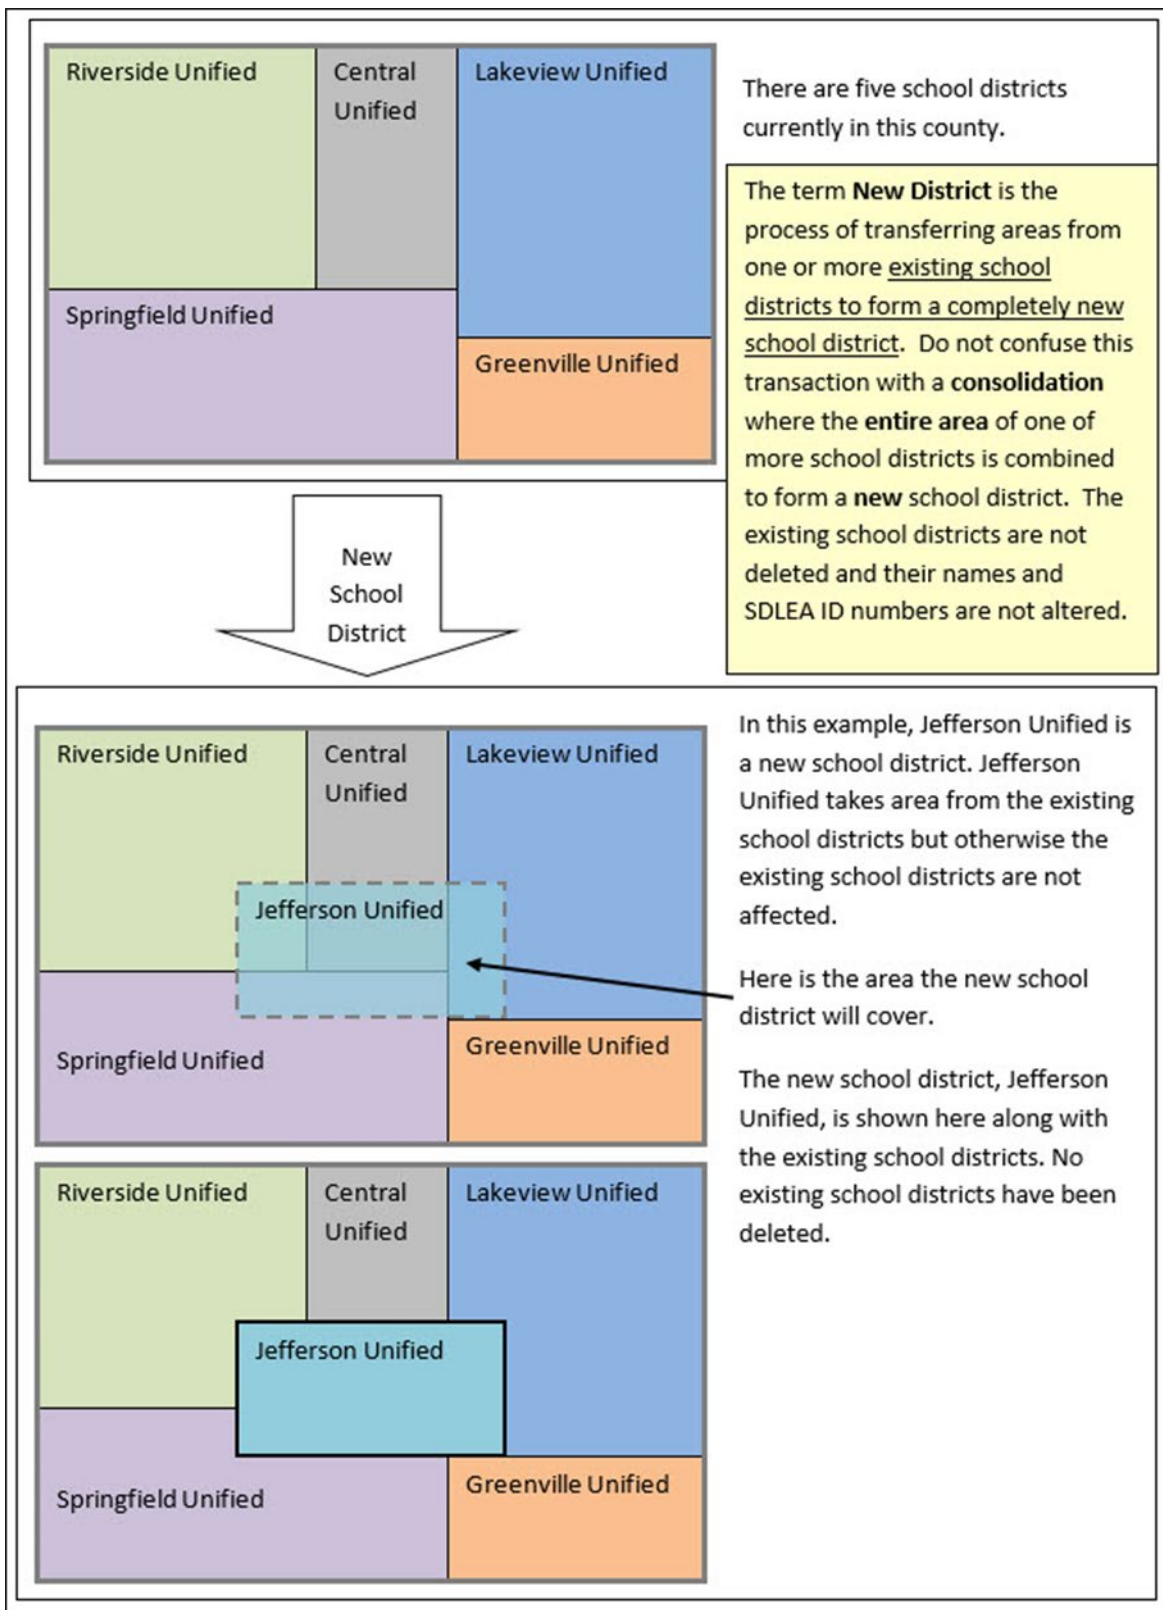 Riverside Unified
Central
Unified
Lakeview Unified
Springfield Unified
Greenville Unified
There are five school districts
currently in this county.
The term New District is the
process of transferring areas from
one or more existing school
districts to form a completely new
school district. Do not confuse this
transaction with a consolidation
where the entire area of one of
more school districts is combined
to form a new school district. The
existing school districts are not
deleted and their names and
SDLEA ID numbers are not altered.
New
School
District
Riverside Unified
Central
Unified
Lakeview Unified
Jefferson Unified
Springfield Unified
Greenville Unified
In this example, Jefferson Unified is
a new school district. Jefferson
Unified takes area from the existing
school districts but otherwise the
existing school districts are not
affected.
Here is the area the new school
district will cover.
The new school district, Jefferson
Unified, is shown here along with
the existing school districts. No
existing school districts have been
deleted.
Riverside Unified
Central
Unified
Lakeview Unified
Jefferson Unified
Springfield Unified
Greenville Unified